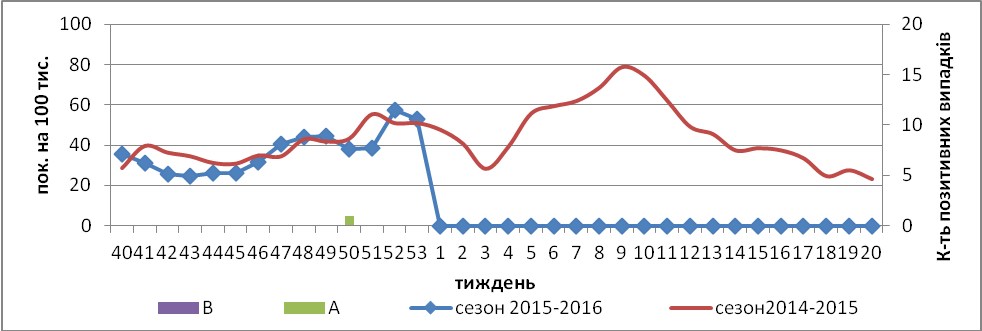 100
80
60
40
20
0
пок. на 100 тис.
20
15
10
5
0
К-ть позитивних випадків
40 41 42 43 44 45 46 47 48 49 50 51 52 53 1 2 3 4 5 6 7 8 9 10 11 12 13 14 15 16 17 18 19 20
тиждень
В А сезон 2015-2016 сезон2014-2015